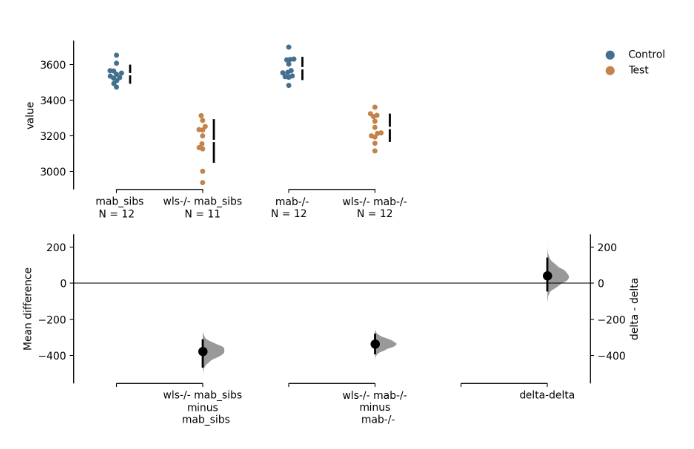 Control
Test
value
3600
3400
3200
3000
mab_sibs
N = 12
wls-/- mab_sibs
N = 11
mab-/-
N = 12
wls-/- mab-/-
N = 12
Mean difference
200
0
−200
−400
200
0
−200
−400
delta - delta
wls-/- mab_sibs
minus
mab_sibs
wls-/- mab-/-
minus
mab-/-
delta-delta